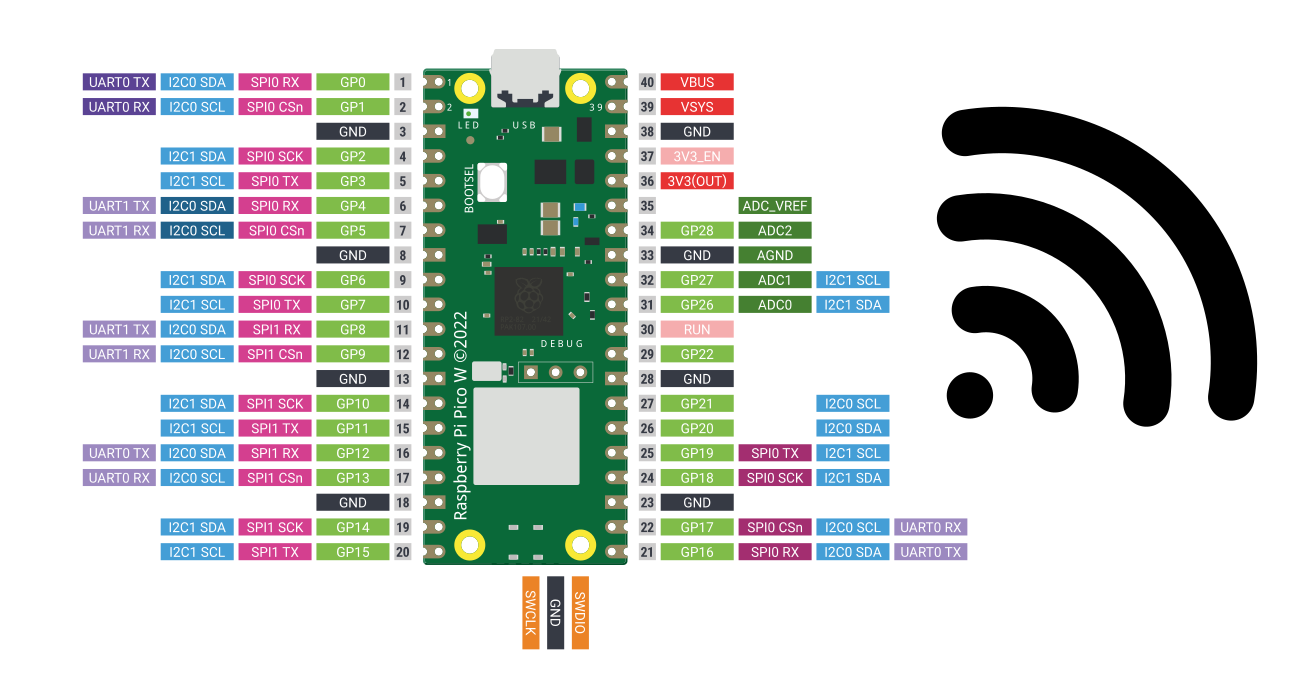 UART0 TX I2C0 SDA SPI0 RX GP0 1
UART0 RX I2C0 SCL SPI0 CSn GP1 2
GND 3
I2C1 SDA SPI0 SCK GP2 4
I2C1 SCL SPI0 TX GP3 5
UART1 TX I2C0 SDA SPI0 RX GP4 6
UART1 RX I2C0 SCL SPI0 CSn GP5 7
GND 8
I2C1 SDA SPI0 SCK GP6 9
I2C1 SCL SPI0 TX GP7 10
UART1 TX I2C0 SDA SPI1 RX GP8 11
UART1 RX I2C0 SCL SPI1 CSn GP9 12
GND 13
I2C1 SDA SPI1 SCK GP10 14
I2C1 SCL SPI1 TX GP11 15
UART0 TX I2C0 SDA SPI1 RX GP12 16
UART0 RX I2C0 SCL SPI1 CSn GP13 17
GND 18
I2C1 SDA SPI1 SCK GP14 19
I2C1 SCL SPI1 TX GP15 20
1
2 39
LED USB
BOOTSEL
DEBUG
Raspberry Pi Pico W ©2022
40 VBUS
39 VSYS
38 GND
37 3V3_EN
36 3V3(OUT)
35 ADC_VREF
34 GP28 ADC2
33 GND AGND
32 GP27 ADC1 I2C1 SCL
31 GP26 ADC0 I2C1 SDA
30 RUN
29 GP22
28 GND
27 GP21 I2C0 SCL
26 GP20 I2C0 SDA
25 GP19 SPI0 TX I2C1 SCL
24 GP18 SPI0 SCK I2C1 SDA
23 GND
22 GP17 SPI0 CSn I2C0 SCL UART0 RX
21 GP16 SPI0 RX I2C0 SDA UART0 TX
SWCLK
GND
SWDIO